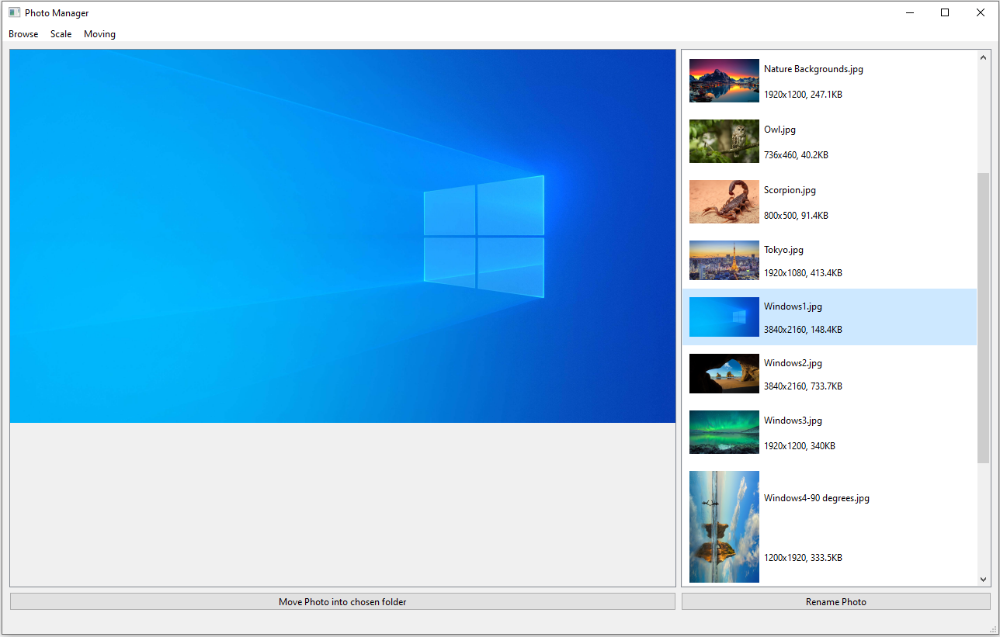 Photo Manager
Browse Scale Moving
Nature Backgrounds.jpg
1920x1200, 247.1KB
Owl.jpg
736x460, 40.2KB
Scorpion.jpg
800x500, 91.4KB
Tokyo.jpg
1920x1080, 413.4KB
Windows1.jpg
3840x2160, 148.4KB
Windows2.jpg
3840x2160, 733.7KB
Windows3.jpg
1920x1200, 340KB
Windows4-90 degrees.jpg
1200x1920, 333.5KB
Move Photo into chosen folder
Rename Photo